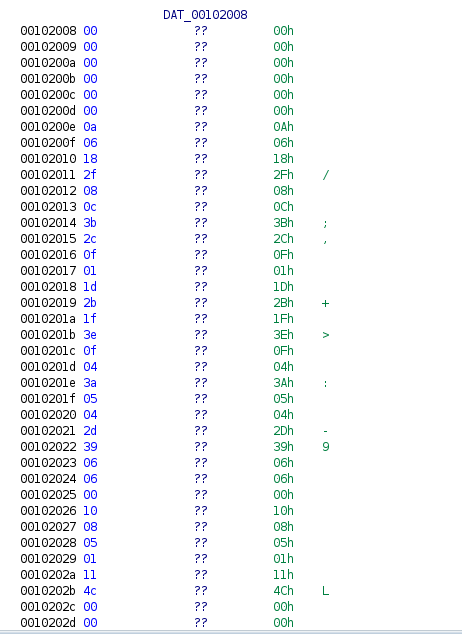 DAT_00102008
00102008 00 ?? 00h
00102009 00 ?? 00h
0010200a 00 ?? 00h
0010200b 00 ?? 00h
0010200c 00 ?? 00h
0010200d 00 ?? 00h
0010200e 0a ?? 0Ah
0010200f 06 ?? 06h
00102010 18 ?? 18h
00102011 2f ?? 2Fh /
00102012 08 ?? 08h
00102013 0c ?? 0Ch
00102014 3b ?? 3Bh ;
00102015 2c ?? 2Ch ,
00102016 0f ?? 0Fh
00102017 01 ?? 01h
00102018 1d ?? 1Dh
00102019 2b ?? 2Bh +
0010201a 1f ?? 1Fh
0010201b 3e ?? 3Eh >
0010201c 0f ?? 0Fh
0010201d 04 ?? 04h
0010201e 3a ?? 3Ah :
0010201f 05 ?? 05h
00102020 04 ?? 04h
00102021 2d ?? 2Dh -
00102022 39 ?? 39h 9
00102023 06 ?? 06h
00102024 06 ?? 06h
00102025 00 ?? 00h
00102026 10 ?? 10h
00102027 08 ?? 08h
00102028 05 ?? 05h
00102029 01 ?? 01h
0010202a 11 ?? 11h
0010202b 4c ?? 4Ch L
0010202c 00 ?? 00h
0010202d 00 ?? 00h